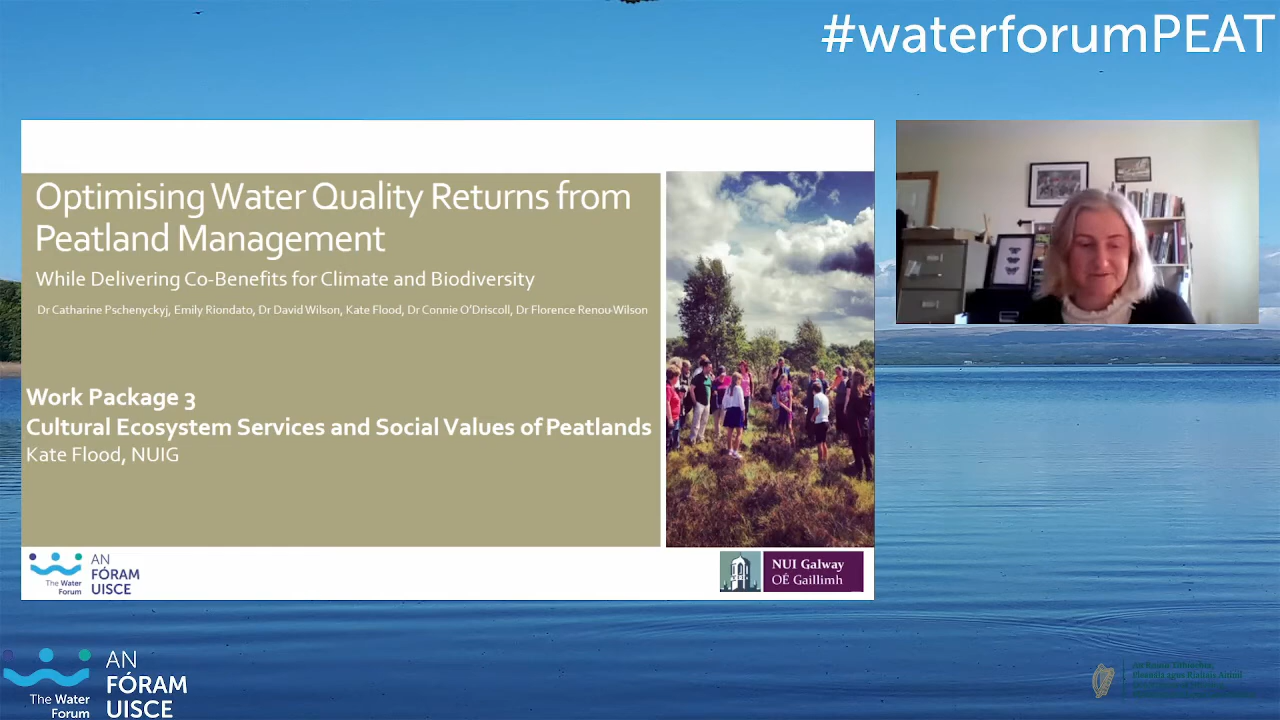 #waterforumPEAT
Optimising Water Quality Returns from
Peatland Management
While Delivering Co-Benefits for Climate and Biodiversity
Dr Catharine Pschenyckyj, Emily Riondato, Dr David Wilson, Kate Flood, Dr Connie O'Driscoll, Dr Florence Renou-Wilson
Work Package 3
Cultural Ecosystem Services and Social Values of Peatlands
Kate Flood, NUIG
The Water
Forum
AN
FÓRAM
UISCE
NUI Galway
OÉ Gaillimh
The Water
Forum
AN
FÓRAM
UISCE